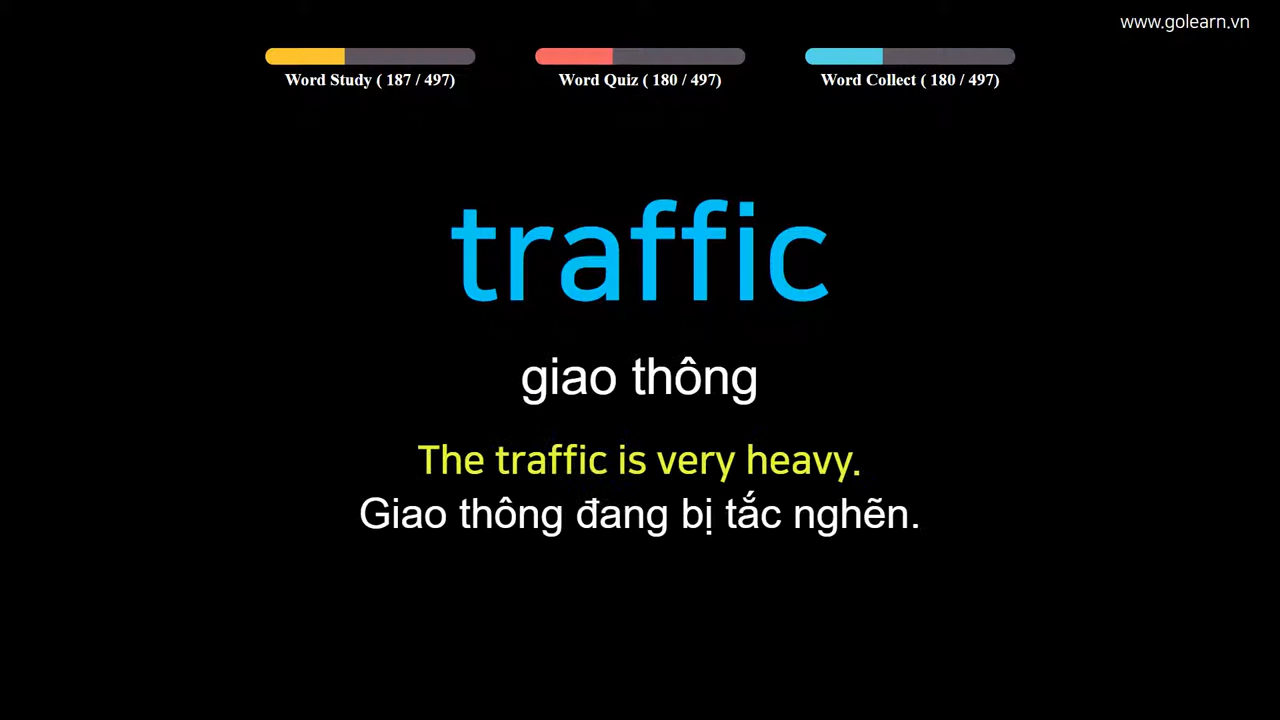 www.golearn.vn
Word Study ( 187 / 497)
Word Quiz ( 180 / 497)
Word Collect ( 180 / 497)
traffic
giao thông
The traffic is very heavy.
Giao thông đang bị tắc nghẽn.